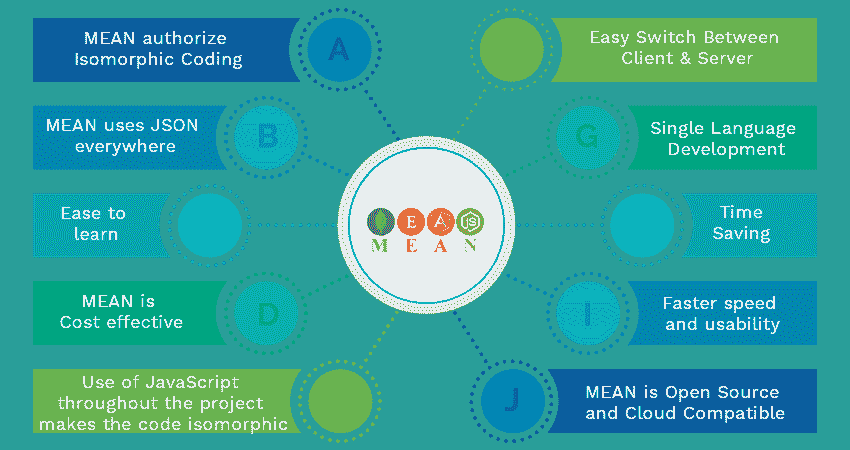 MEAN authorize
Isomorphic Coding
A
MEAN uses JSON
everywhere
B
Ease to
learn
MEAN is
Cost effective
D
Use of JavaScript
throughout the project
makes the code isomorphic
E E A JS
M E A N
Easy Switch Between
Client & Server
G
Single Language
Development
Time
Saving
I
Faster speed
and usability
J
MEAN is Open Source
and Cloud Compatible